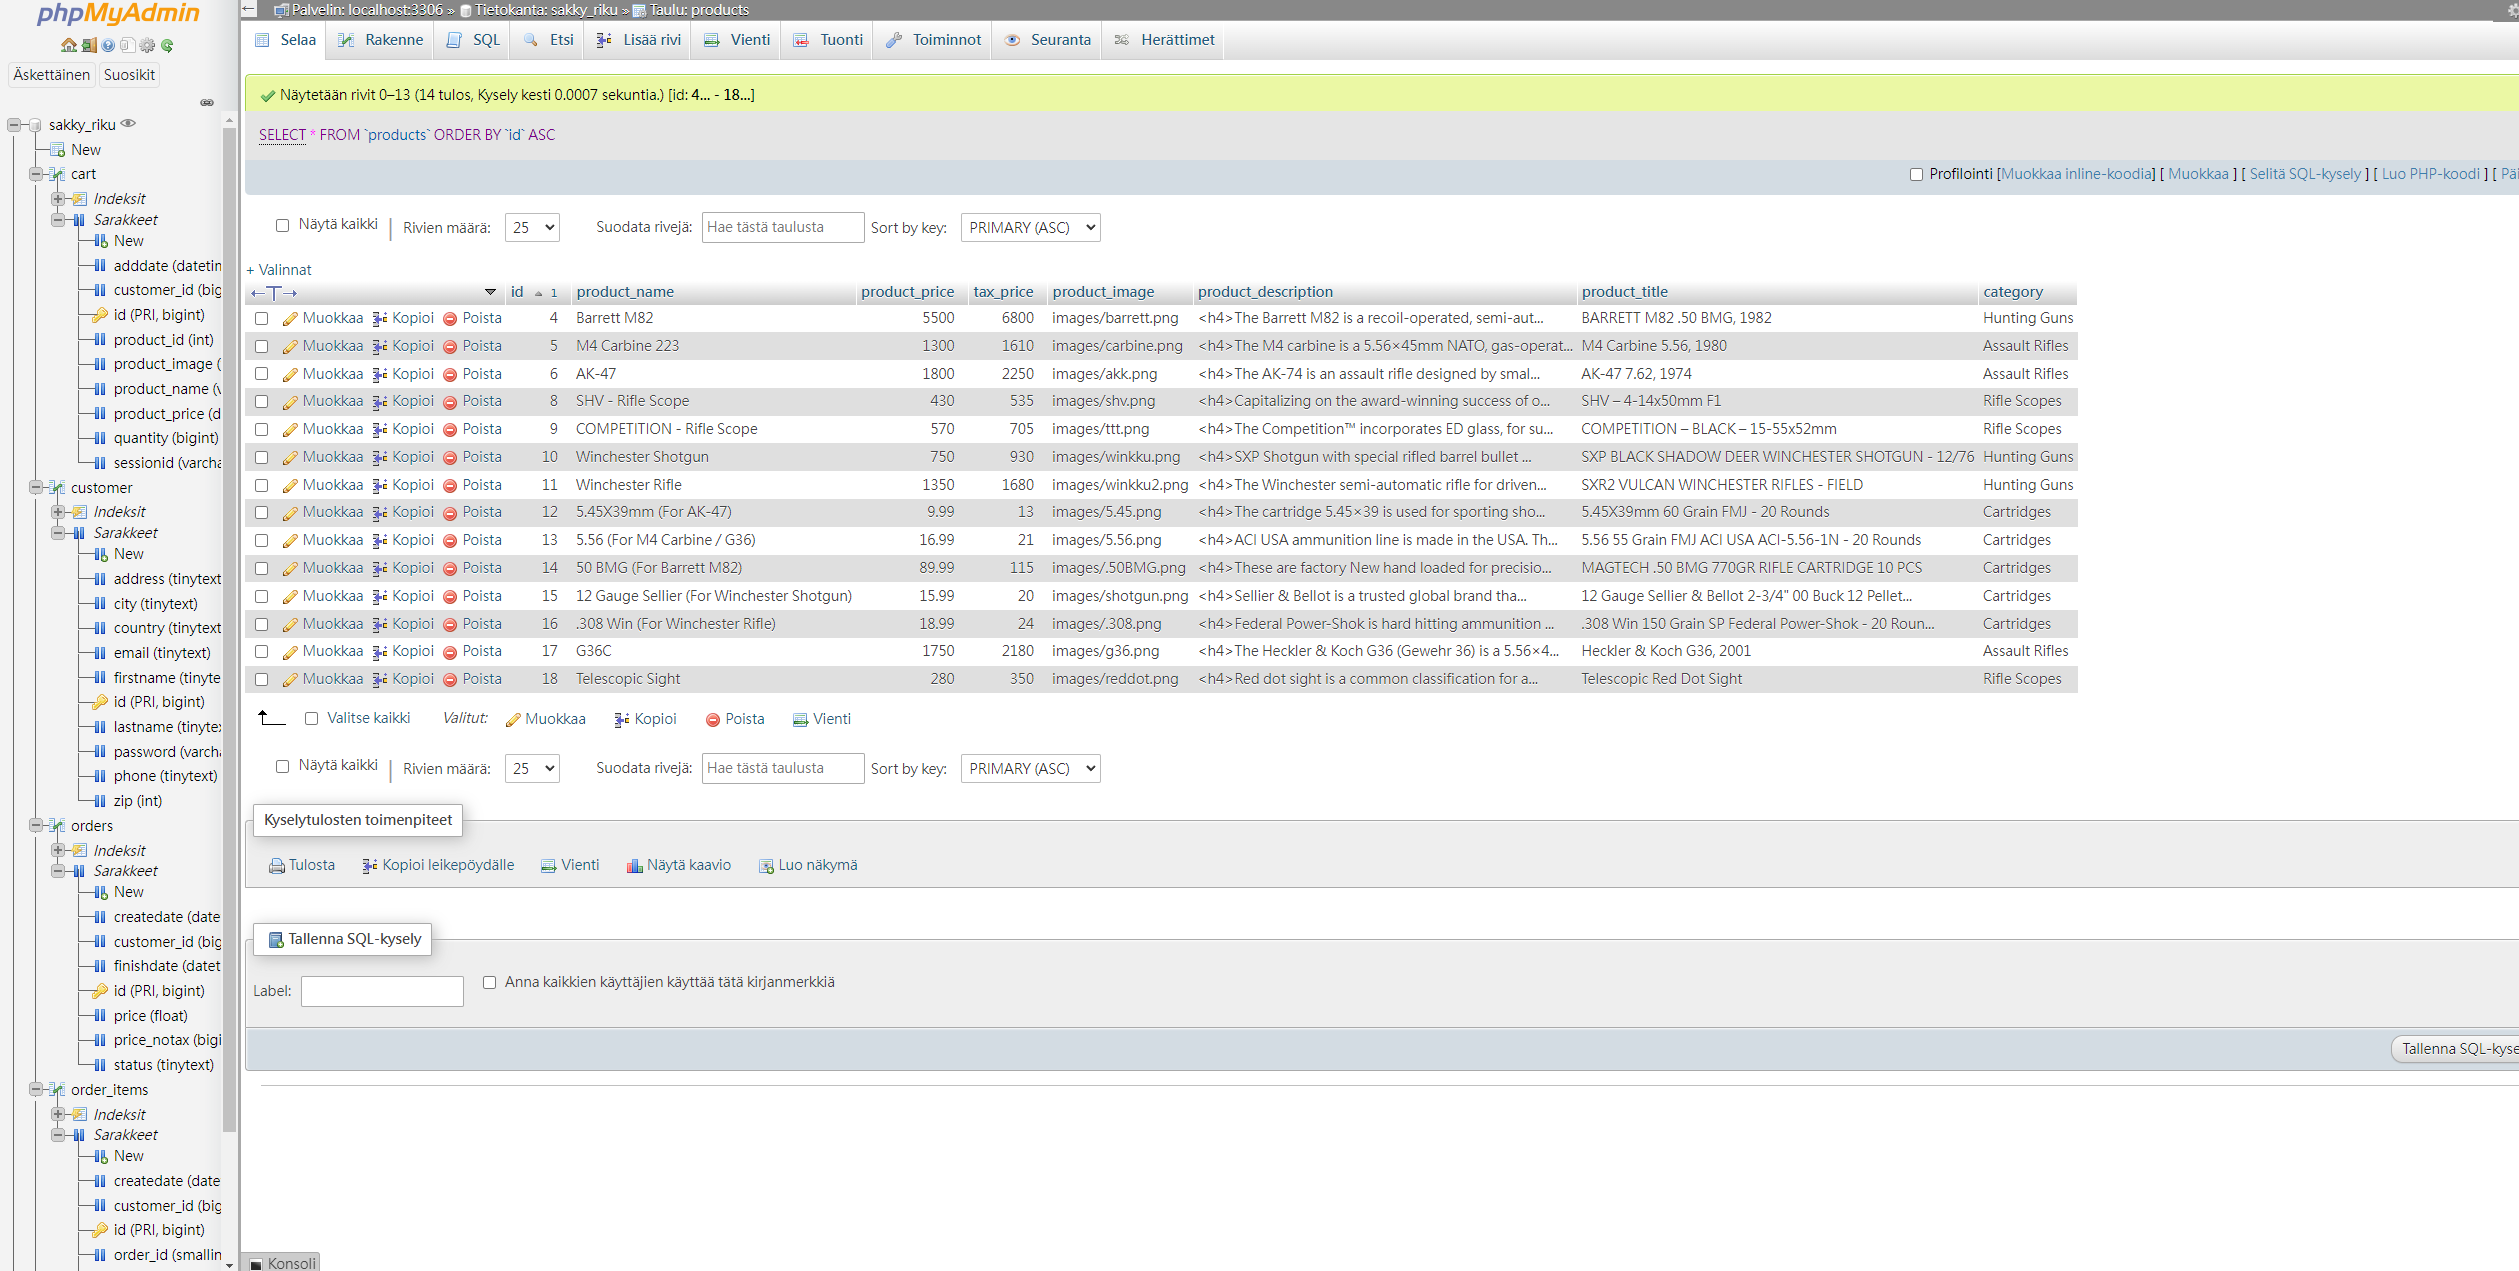 phpMyAdmin
Äskettäinen Suosikit
sakky_riku
New
cart
Indeksit
Sarakkeet
New
adddate (datetin
customer_id (big
id (PRI, bigint)
product_id (int)
product_image (
product_name (v
product_price (d
quantity (bigint)
sessionid (varcha
customer
Indeksit
Sarakkeet
New
address (tinytext
city (tinytext)
country (tinytext
email (tinytext)
firstname (tinyte
id (PRI, bigint)
lastname (tinytex
password (varcha
phone (tinytext)
zip (int)
orders
Indeksit
Sarakkeet
New
createdate (date
customer_id (big
finishdate (datet
id (PRI, bigint)
price (float)
price_notax (bigi
status (tinytext)
order_items
Indeksit
Sarakkeet
New
createdate (date
customer_id (big
id (PRI, bigint)
order_id (smallin
Palvelin: localhost:3306 » Tietokanta: sakky_riku » Taulu: products
Selaa Rakenne SQL Etsi Lisää rivi Vienti Tuonti Toiminnot Seuranta Herättimet
Näytetään rivit 0–13 (14 tulos, Kysely kesti 0.0007 sekuntia.) [id: 4... - 18...]
SELECT * FROM `products` ORDER BY `id` ASC
Profilointi [Muokkaa inline-koodia] [ Muokkaa ] [ Selitä SQL-kysely ] [ Luo PHP-koodi ] [ Päi
Näytä kaikki Rivien määrä: 25 Suodata rivejä: Hae tästä taulusta Sort by key: PRIMARY (ASC)
+ Valinnat
←T→ id 1 product_name product_price tax_price product_image product_description product_title category
Muokkaa Kopioi Poista 4 Barrett M82 5500 6800 images/barrett.png <h4>The Barrett M82 is a recoil-operated, semi-aut... BARRETT M82 .50 BMG, 1982 Hunting Guns
Muokkaa Kopioi Poista 5 M4 Carbine 223 1300 1610 images/carbine.png <h4>The M4 carbine is a 5.56×45mm NATO, gas-operat... M4 Carbine 5.56, 1980 Assault Rifles
Muokkaa Kopioi Poista 6 AK-47 1800 2250 images/akk.png <h4>The AK-74 is an assault rifle designed by smal... AK-47 7.62, 1974 Assault Rifles
Muokkaa Kopioi Poista 8 SHV - Rifle Scope 430 535 images/shv.png <h4>Capitalizing on the award-winning success of o... SHV – 4-14x50mm F1 Rifle Scopes
Muokkaa Kopioi Poista 9 COMPETITION - Rifle Scope 570 705 images/ttt.png <h4>The Competition™ incorporates ED glass, for su... COMPETITION – BLACK – 15-55x52mm Rifle Scopes
Muokkaa Kopioi Poista 10 Winchester Shotgun 750 930 images/winkku.png <h4>SXP Shotgun with special rifled barrel bullet ... SXP BLACK SHADOW DEER WINCHESTER SHOTGUN - 12/76 Hunting Guns
Muokkaa Kopioi Poista 11 Winchester Rifle 1350 1680 images/winkku2.png <h4>The Winchester semi-automatic rifle for driven... SXR2 VULCAN WINCHESTER RIFLES - FIELD Hunting Guns
Muokkaa Kopioi Poista 12 5.45X39mm (For AK-47) 9.99 13 images/5.45.png <h4>The cartridge 5.45×39 is used for sporting sho... 5.45X39mm 60 Grain FMJ - 20 Rounds Cartridges
Muokkaa Kopioi Poista 13 5.56 (For M4 Carbine / G36) 16.99 21 images/5.56.png <h4>ACI USA ammunition line is made in the USA. Th... 5.56 55 Grain FMJ ACI USA ACI-5.56-1N - 20 Rounds Cartridges
Muokkaa Kopioi Poista 14 50 BMG (For Barrett M82) 89.99 115 images/.50BMG.png <h4>These are factory New hand loaded for precisio... MAGTECH .50 BMG 770GR RIFLE CARTRIDGE 10 PCS Cartridges
Muokkaa Kopioi Poista 15 12 Gauge Sellier (For Winchester Shotgun) 15.99 20 images/shotgun.png <h4>Sellier & Bellot is a trusted global brand tha... 12 Gauge Sellier & Bellot 2-3/4" 00 Buck 12 Pellet... Cartridges
Muokkaa Kopioi Poista 16 .308 Win (For Winchester Rifle) 18.99 24 images/.308.png <h4>Federal Power-Shok is hard hitting ammunition ... .308 Win 150 Grain SP Federal Power-Shok - 20 Roun... Cartridges
Muokkaa Kopioi Poista 17 G36C 1750 2180 images/g36.png <h4>The Heckler & Koch G36 (Gewehr 36) is a 5.56×4... Heckler & Koch G36, 2001 Assault Rifles
Muokkaa Kopioi Poista 18 Telescopic Sight 280 350 images/reddot.png <h4>Red dot sight is a common classification for a... Telescopic Red Dot Sight Rifle Scopes
Valitse kaikki Valitut: Muokkaa Kopioi Poista Vienti
Näytä kaikki Rivien määrä: 25 Suodata rivejä: Hae tästä taulusta Sort by key: PRIMARY (ASC)
Kyselytulosten toimenpiteet
Tulosta Kopioi leikepöydälle Vienti Näytä kaavio Luo näkymä
Tallenna SQL-kysely
Label: Anna kaikkien käyttäjien käyttää tätä kirjanmerkkiä
Tallenna SQL-kyse
Konsoli